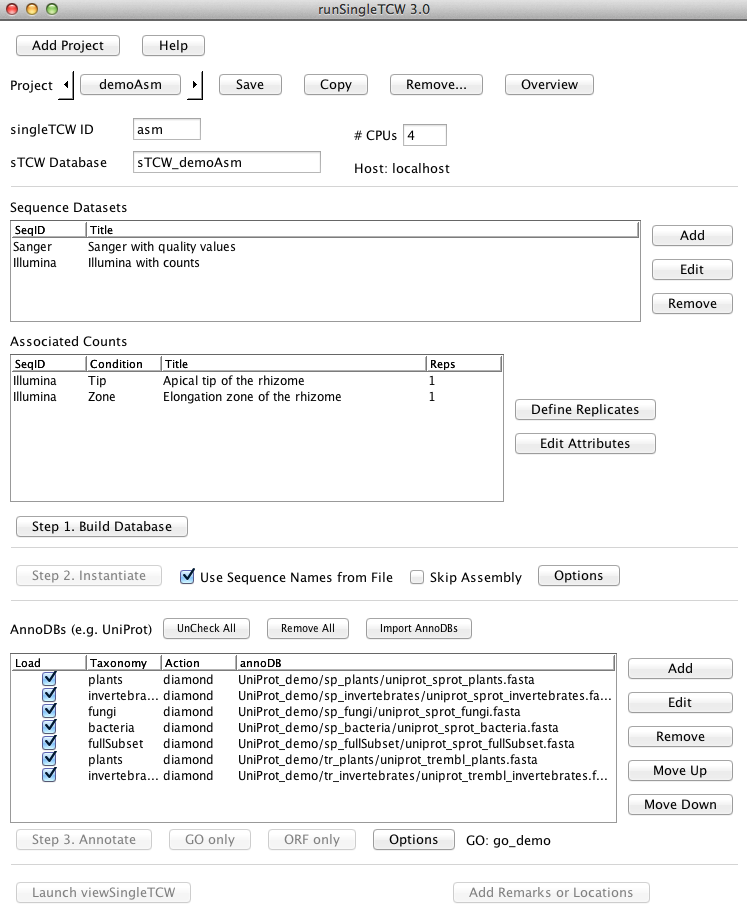 runSingleTCW 3.0
Add Project Help
Project demoAsm Save Copy Remove... Overview
singleTCW ID asm # CPUs 4
sTCW Database sTCW_demoAsm Host: localhost
Sequence Datasets
SeqID Title
Sanger Sanger with quality values
Illumina Illumina with counts
Add
Edit
Remove
Associated Counts
SeqID Condition Title Reps
Illumina Tip Apical tip of the rhizome 1
Illumina Zone Elongation zone of the rhizome 1
Define Replicates
Edit Attributes
Step 1. Build Database
Step 2. Instantiate Use Sequence Names from File Skip Assembly Options
AnnoDBs (e.g. UniProt) UnCheck All Remove All Import AnnoDBs
Load Taxonomy Action annoDB
plants diamond UniProt_demo/sp_plants/uniprot_sprot_plants.fasta
invertebra... diamond UniProt_demo/sp_invertebrates/uniprot_sprot_invertebrates.fa...
fungi diamond UniProt_demo/sp_fungi/uniprot_sprot_fungi.fasta
bacteria diamond UniProt_demo/sp_bacteria/uniprot_sprot_bacteria.fasta
fullSubset diamond UniProt_demo/sp_fullSubset/uniprot_sprot_fullSubset.fasta
plants diamond UniProt_demo/tr_plants/uniprot_trembl_plants.fasta
invertebra... diamond UniProt_demo/tr_invertebrates/uniprot_trembl_invertebrates.f...
Add
Edit
Remove
Move Up
Move Down
Step 3. Annotate GO only ORF only Options GO: go_demo
Launch viewSingleTCW Add Remarks or Locations